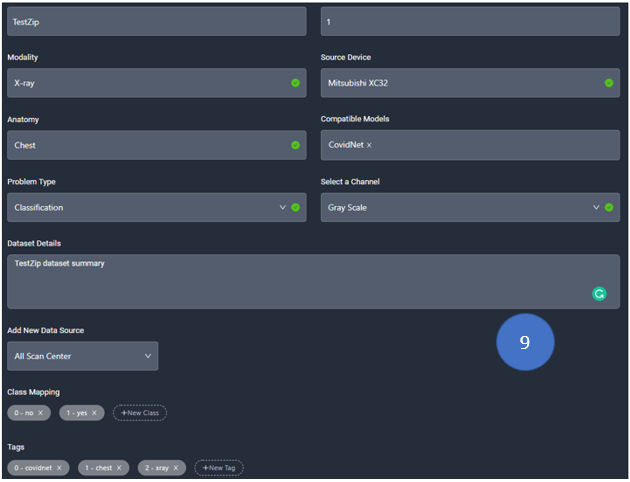 TestZip 1
Modality Source Device
X-ray Mitsubishi XC32
Anatomy Compatible Models
Chest CovidNet x
Problem Type Select a Channel
Classification Gray Scale
Dataset Details
TestZip dataset summary
9
Add New Data Source
All Scan Center
Class Mapping
0 - no X 1 - yes X +New Class
Tags
0 - covidnet X 1 - chest X 2 - xray X +New Tag